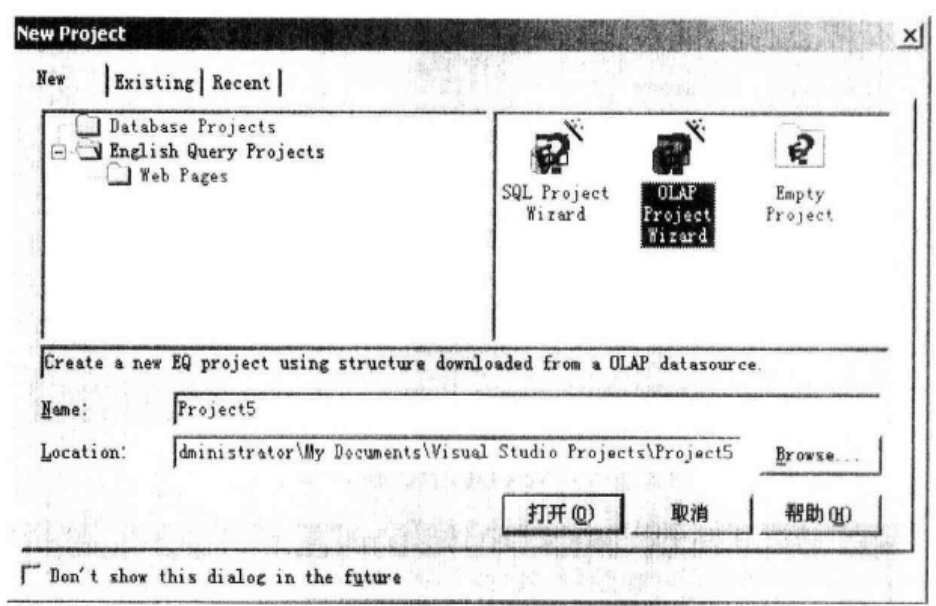 New Project
New
Existing
Recent
Database Projects
English Query Projects
Web Pages
SQL Project
Wizard
OLAP
Project
Wizard
Empty
Project
Create a new EQ project using structure downloaded from a OLAP datasource.
Name:
Project5
Location:
dministrator\My Documents\Visual Studio Projects\Project5
Browse...
打开(O)
取消
帮助(H)
Don't show this dialog in the future